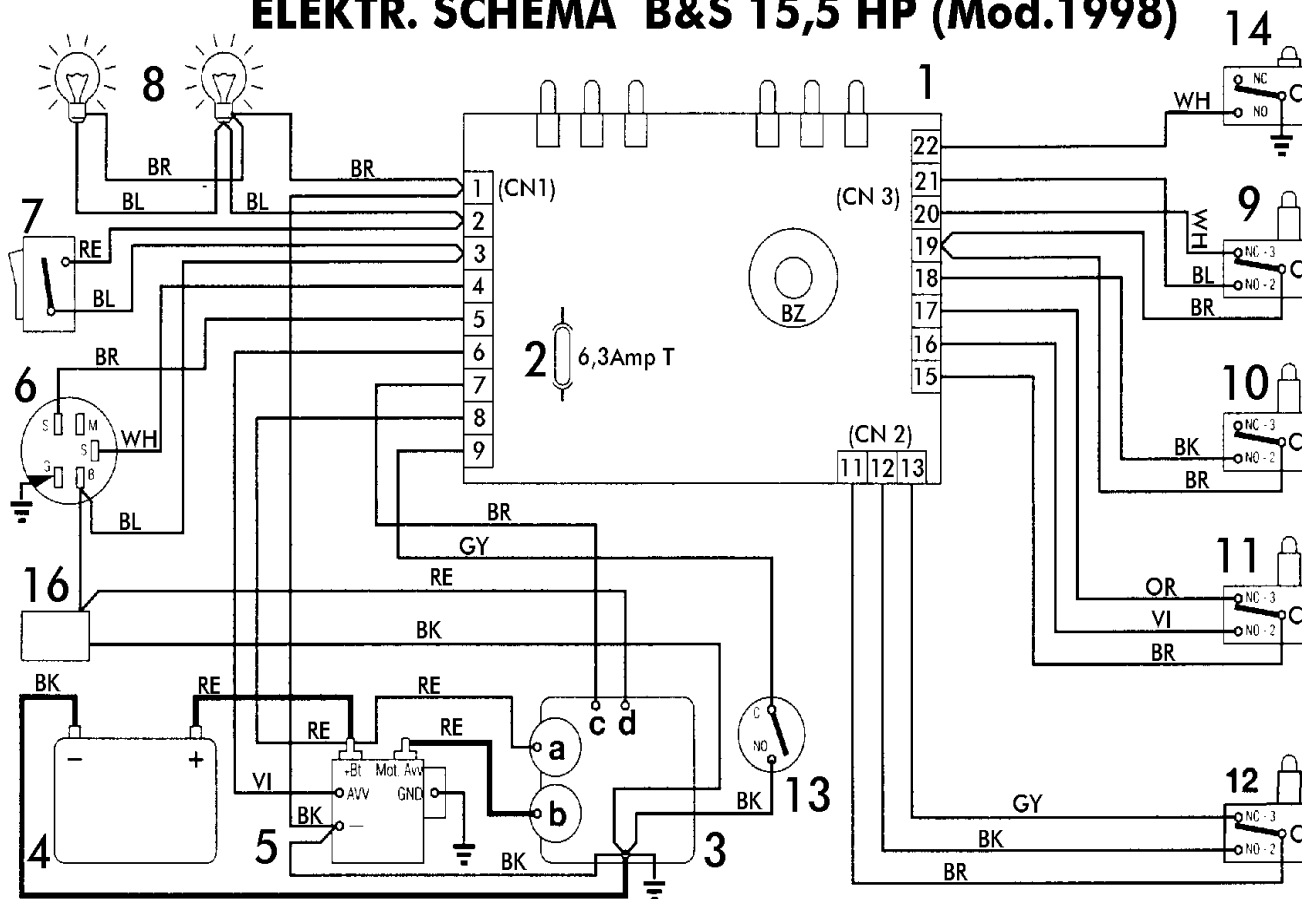 ELEKTR. SCHEMA B&S 15,5 HP (Mod.1998)
14
8
1
NC
WH
NO
22
BR
BR
1
(CN1)
21
(CN 3)
BL
BL
2
20
WH
9
7
RE
3
19
NC - 3
BL
4
18
BL
NO - 2
BZ
BR
5
17
BR
2
6,3Amp T
6
16
10
6
7
15
S
M
8
(CN 2)
NC - 3
S
WH
9
BK
NO - 2
G
B
11
12
13
BR
BL
BR
GY
11
16
RE
OR
NC - 3
BK
VI
NO - 2
BR
BK
RE
RE
c
d
C
RE
RE
a
NO
-
+
+Bt
Mot. Avv
13
12
VI
AVV
GND
BK
GY
NC - 3
BK
-
b
BK
NO - 2
4
5
BK
3
BR